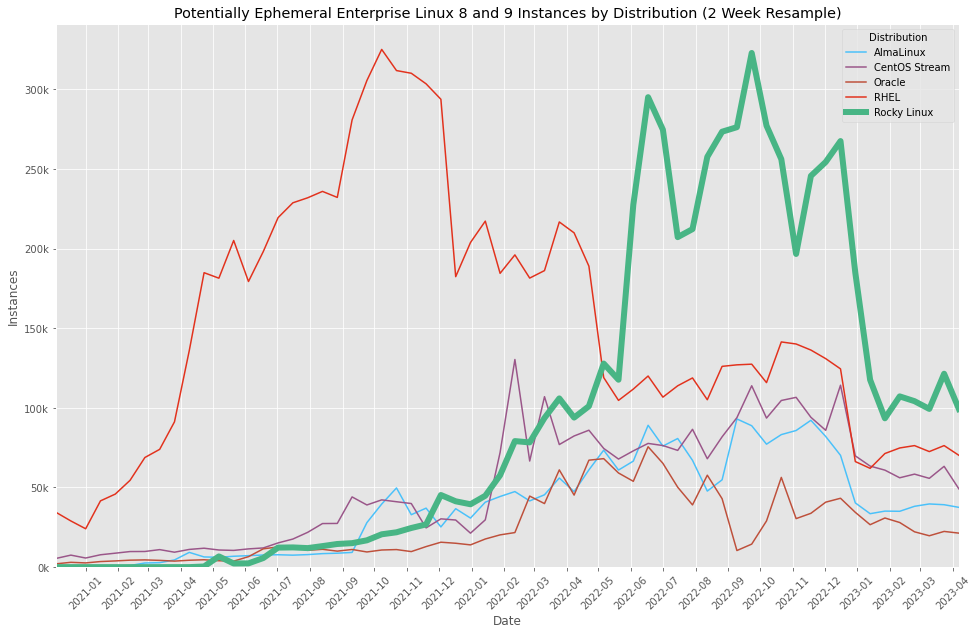 Potentially Ephemeral Enterprise Linux 8 and 9 Instances by Distribution (2 Week Resample)
Distribution
AlmaLinux
CentOS Stream
Oracle
RHEL
Rocky Linux
300k
250k
200k
150k
100k
50k
0k
Instances
2021-01
2021-02
2021-03
2021-04
2021-05
2021-06
2021-07
2021-08
2021-09
2021-10
2021-11
2021-12
2022-01
2022-02
2022-03
2022-04
2022-05
2022-06
2022-07
2022-08
2022-09
2022-10
2022-11
2022-12
2023-01
2023-02
2023-03
2023-04
Date